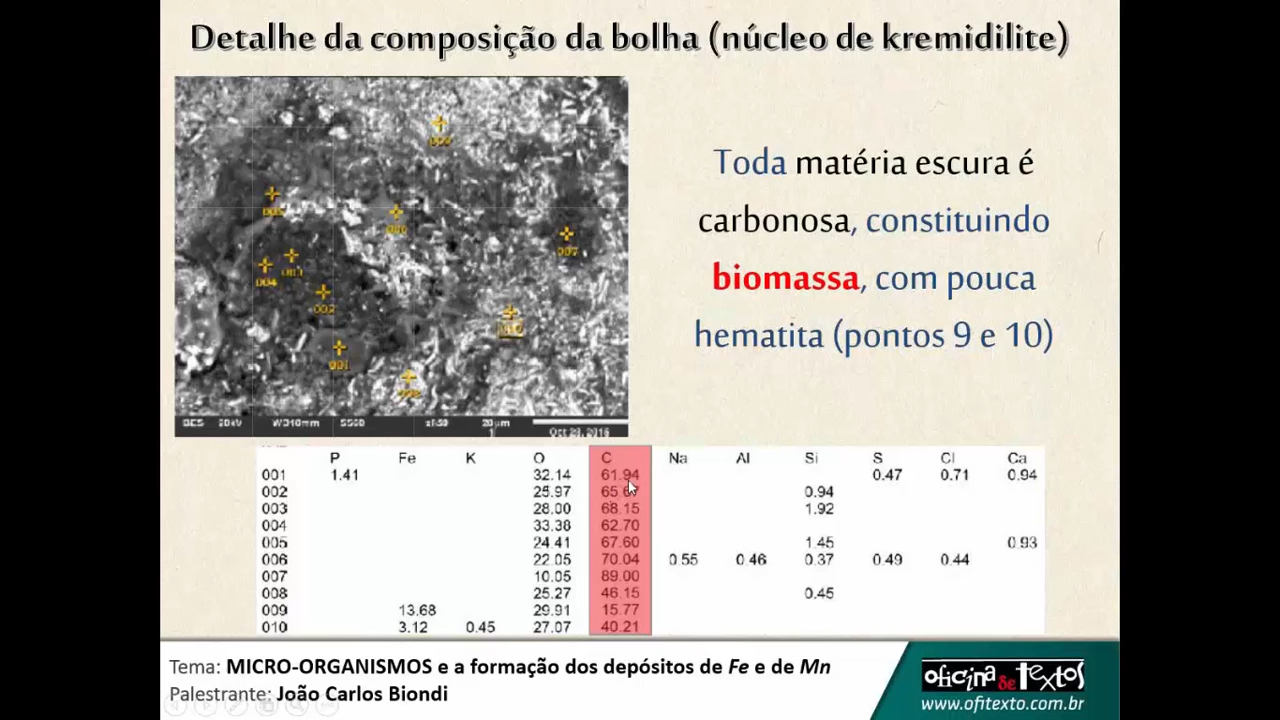 Detalhe da composição da bolha (núcleo de kremidilite)
Toda matéria escura é
carbonosa, constituindo
biomassa, com pouca
hematita (pontos 9 e 10)
004
002
001
007
20µm
P Fe K O C Na Al Si S Cl Ca
001 1.41 32.14 61.94 0.47 0.71 0.94
002 25.97 0.94
003 28.00 68.15 1.92
004 33.38 62.70
005 24.41 67.60 1.45 0.93
006 22.05 70.04 0.55 0.46 0.37 0.49 0.44
007 10.05 89.00
008 25.27 46.15 0.45
009 13.68 29.91 15.77
010 3.12 0.45 27.07 40.21
Tema: MICRO-ORGANISMOS e a formação dos depósitos de Fe e de Mn
Palestrante: João Carlos Biondi
oficina de textos
www.ofitexto.com.br